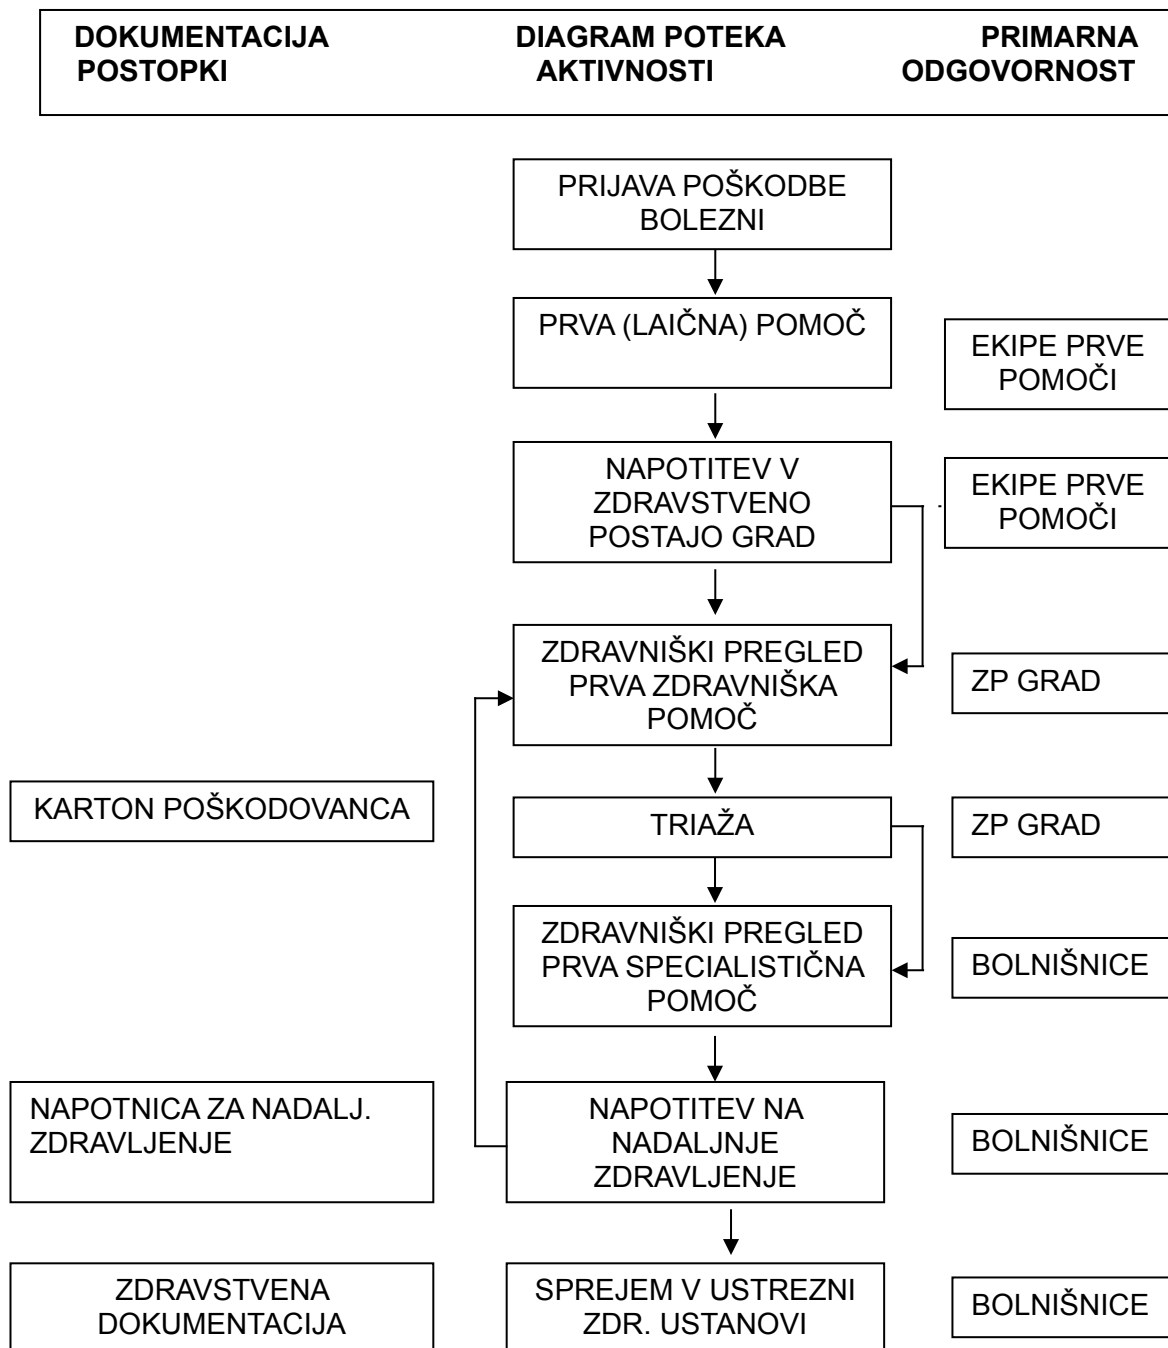 DOKUMENTACIJA DIAGRAM POTEKA PRIMARNA
POSTOPKI AKTIVNOSTI ODGOVORNOST
PRIJAVA POŠKODBE
BOLEZNI
PRVA (LAIČNA) POMOČ
EKIPE PRVE
POMOČI
NAPOTITEV V
ZDRAVSTVENO
POSTAJO GRAD
EKIPE PRVE
POMOČI
ZDRAVNIŠKI PREGLED
PRVA ZDRAVNIŠKA
POMOČ
ZP GRAD
KARTON POŠKODOVANCA
TRIAŽA
ZP GRAD
ZDRAVNIŠKI PREGLED
PRVA SPECIALISTIČNA
POMOČ
BOLNIŠNICE
NAPOTNICA ZA NADALJ.
ZDRAVLJENJE
NAPOTITEV NA
NADALJNJE
ZDRAVLJENJE
BOLNIŠNICE
ZDRAVSTVENA
DOKUMENTACIJA
SPREJEM V USTREZNI
ZDR. USTANOVI
BOLNIŠNICE